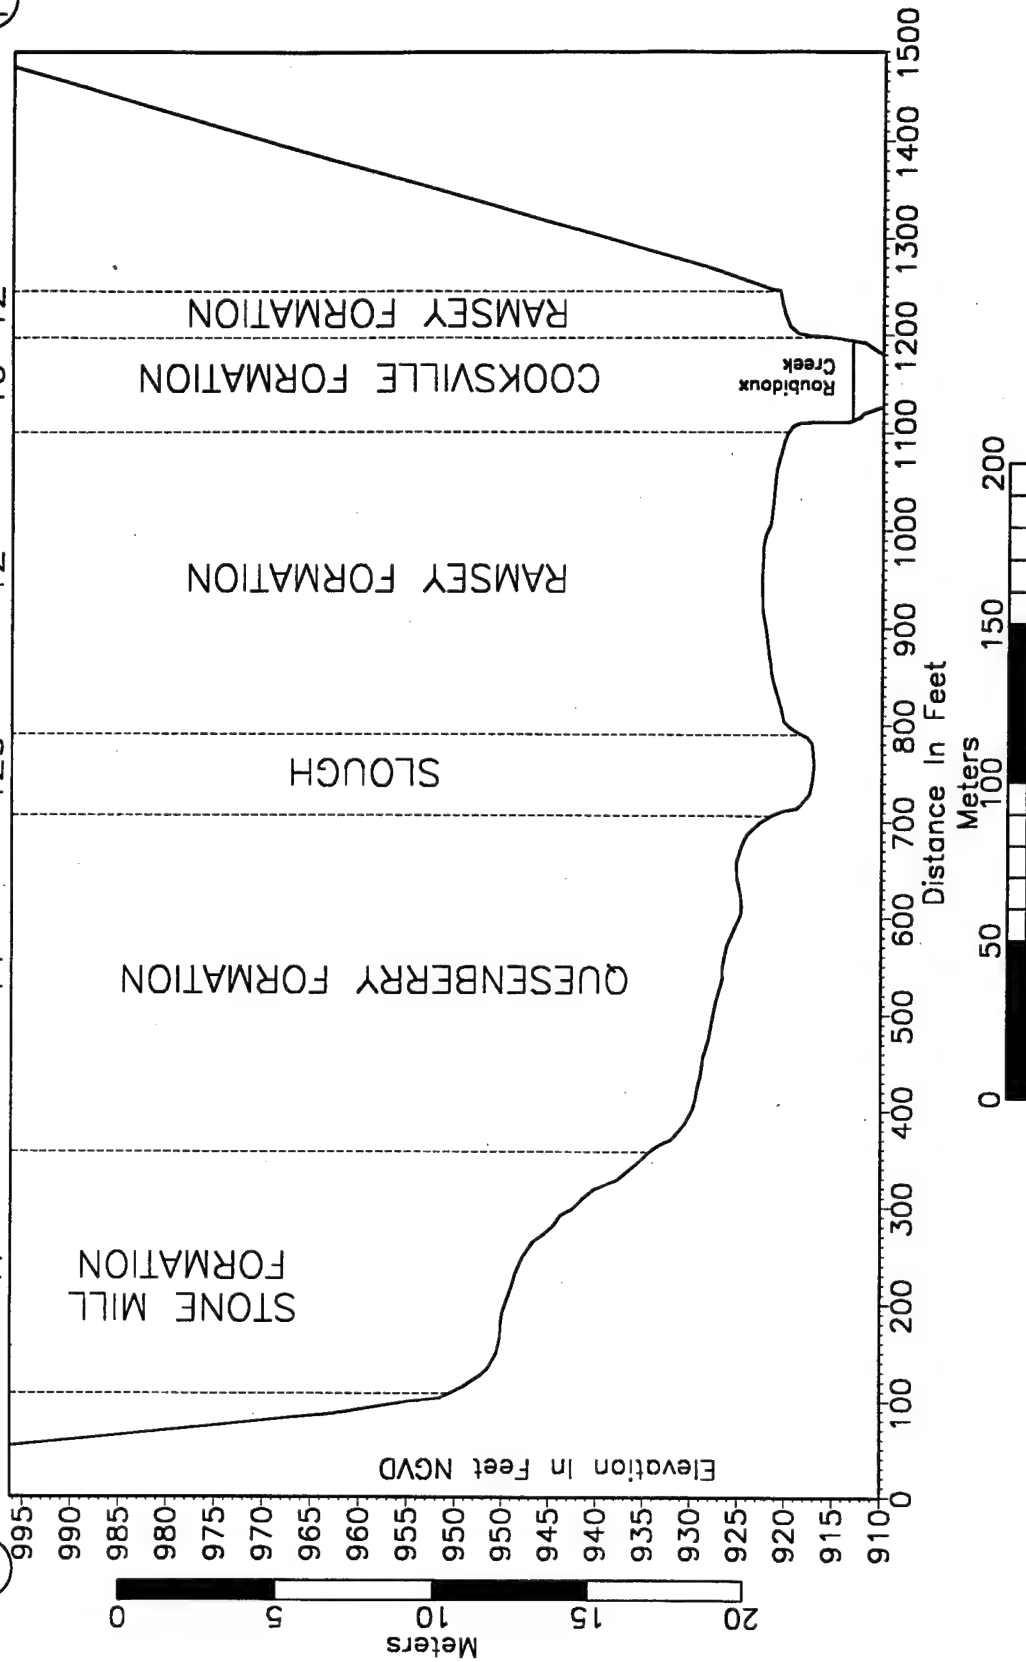 STONE MILL
FORMATION
QUESENBERRY FORMATION
SLOUGH
RAMSEY FORMATION
COOKSVILLE FORMATION
RAMSEY FORMATION
Roubidoux
Creek
Elevation In Feet NGVD
995
990
985
980
975
970
965
960
955
950
945
940
935
930
925
920
915
910
0 5 10 15 20
Meters
0 100 200 300 400 500 600 700 800 900 1000 1100 1200 1300 1400 1500
Distance In Feet
Meters
0 50 100 150 200